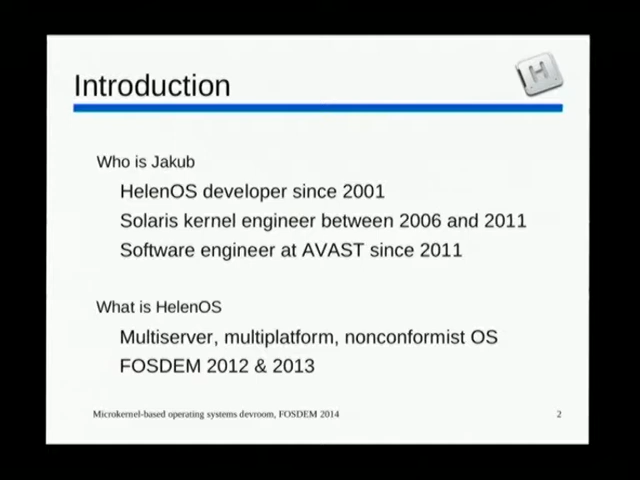 Introduction
H
Who is Jakub
HelenOS developer since 2001
Solaris kernel engineer between 2006 and 2011
Software engineer at AVAST since 2011
What is HelenOS
Multiserver, multiplatform, nonconformist OS
FOSDEM 2012 & 2013
Microkernel-based operating systems devroom, FOSDEM 2014
2